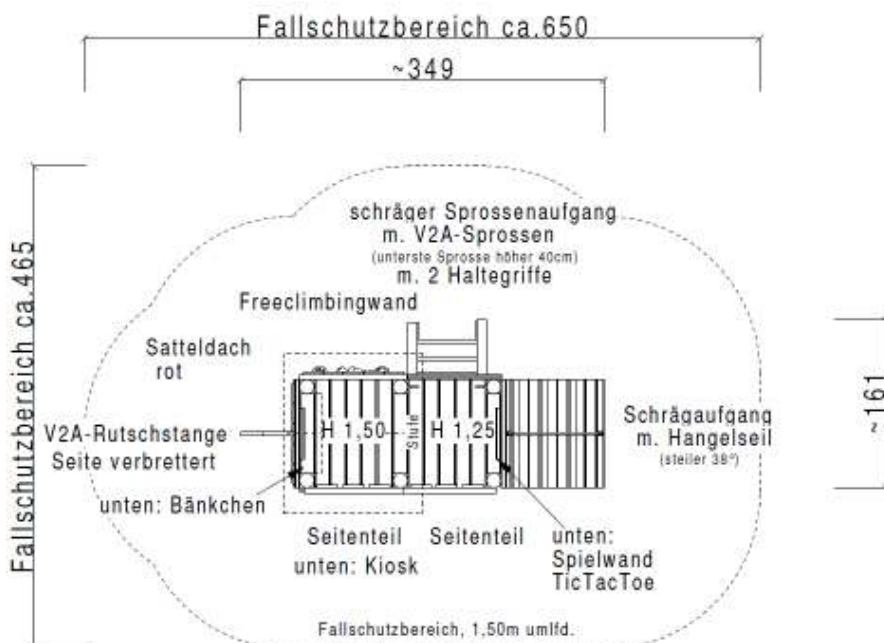 Fallschutzbereich ca.650
~349
Fallschutzbereich ca.465
schräger Sprossenaufgang
m. V2A-Sprossen
(unterste Sprosse höher 40cm)
m. 2 Haltegriffe
Freeclimbingwand
Satteldach
rot
~161
V2A-Rutschstange
Seite verbrettert
H 1,50
Stufe
H 1,25
Schrägaufgang
m. Hangelseil
(steiler 38°)
unten: Bänkchen
Seitenteil
unten: Kiosk
Seitenteil
unten:
Spielwand
TicTacToe
Fallschutzbereich, 1,50m umlfd.